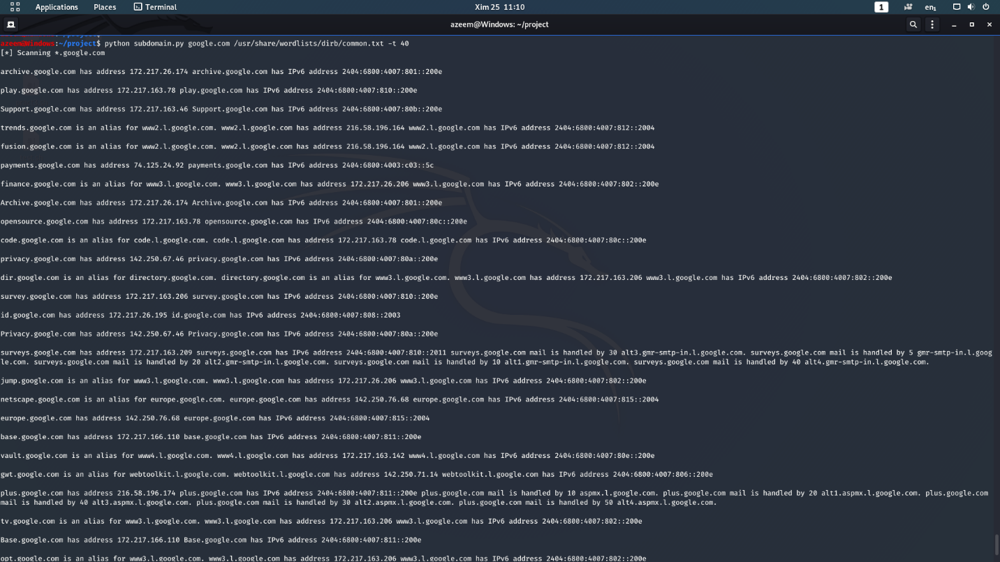 Applications Places Terminal Xim 25 11:10 1 en₁
azeem@Windows: ~/project
azeem@Windows:~/project$ python subdomain.py google.com /usr/share/wordlists/dirb/common.txt -t 40
[*] Scanning *.google.com
archive.google.com has address 172.217.26.174 archive.google.com has IPv6 address 2404:6800:4007:801::200e
play.google.com has address 172.217.163.78 play.google.com has IPv6 address 2404:6800:4007:810::200e
Support.google.com has address 172.217.163.46 Support.google.com has IPv6 address 2404:6800:4007:80b::200e
trends.google.com is an alias for www2.l.google.com. www2.l.google.com has address 216.58.196.164 www2.l.google.com has IPv6 address 2404:6800:4007:812::2004
fusion.google.com is an alias for www2.l.google.com. www2.l.google.com has address 216.58.196.164 www2.l.google.com has IPv6 address 2404:6800:4007:812::2004
payments.google.com has address 74.125.24.92 payments.google.com has IPv6 address 2404:6800:4003:c03::5c
finance.google.com is an alias for www3.l.google.com. www3.l.google.com has address 172.217.26.206 www3.l.google.com has IPv6 address 2404:6800:4007:802::200e
Archive.google.com has address 172.217.26.174 Archive.google.com has IPv6 address 2404:6800:4007:801::200e
opensource.google.com has address 172.217.163.78 opensource.google.com has IPv6 address 2404:6800:4007:80c::200e
code.google.com is an alias for code.l.google.com. code.l.google.com has address 172.217.163.78 code.l.google.com has IPv6 address 2404:6800:4007:80c::200e
privacy.google.com has address 142.250.67.46 privacy.google.com has IPv6 address 2404:6800:4007:80a::200e
dir.google.com is an alias for directory.google.com. directory.google.com is an alias for www3.l.google.com. www3.l.google.com has address 172.217.163.206 www3.l.google.com has IPv6 address 2404:6800:4007:802::200e
survey.google.com has address 172.217.163.206 survey.google.com has IPv6 address 2404:6800:4007:810::200e
id.google.com has address 172.217.26.195 id.google.com has IPv6 address 2404:6800:4007:808::2003
Privacy.google.com has address 142.250.67.46 Privacy.google.com has IPv6 address 2404:6800:4007:80a::200e
surveys.google.com has address 172.217.163.209 surveys.google.com has IPv6 address 2404:6800:4007:810::2011 surveys.google.com mail is handled by 30 alt3.gmr-smtp-in.l.google.com. surveys.google.com mail is handled by 5 gmr-smtp-in.l.goog
le.com. surveys.google.com mail is handled by 20 alt2.gmr-smtp-in.l.google.com. surveys.google.com mail is handled by 10 alt1.gmr-smtp-in.l.google.com. surveys.google.com mail is handled by 40 alt4.gmr-smtp-in.l.google.com.
jump.google.com is an alias for www3.l.google.com. www3.l.google.com has address 172.217.26.206 www3.l.google.com has IPv6 address 2404:6800:4007:802::200e
netscape.google.com is an alias for europe.google.com. europe.google.com has address 142.250.76.68 europe.google.com has IPv6 address 2404:6800:4007:815::2004
europe.google.com has address 142.250.76.68 europe.google.com has IPv6 address 2404:6800:4007:815::2004
base.google.com has address 172.217.166.110 base.google.com has IPv6 address 2404:6800:4007:811::200e
vault.google.com is an alias for www4.l.google.com. www4.l.google.com has address 172.217.163.142 www4.l.google.com has IPv6 address 2404:6800:4007:80e::200e
gwt.google.com is an alias for webtoolkit.l.google.com. webtoolkit.l.google.com has address 142.250.71.14 webtoolkit.l.google.com has IPv6 address 2404:6800:4007:806::200e
plus.google.com has address 216.58.196.174 plus.google.com has IPv6 address 2404:6800:4007:811::200e plus.google.com mail is handled by 10 aspmx.l.google.com. plus.google.com mail is handled by 20 alt1.aspmx.l.google.com. plus.google.com
mail is handled by 40 alt3.aspmx.l.google.com. plus.google.com mail is handled by 30 alt2.aspmx.l.google.com. plus.google.com mail is handled by 50 alt4.aspmx.l.google.com.
tv.google.com is an alias for www3.l.google.com. www3.l.google.com has address 172.217.163.206 www3.l.google.com has IPv6 address 2404:6800:4007:802::200e
Base.google.com has address 172.217.166.110 Base.google.com has IPv6 address 2404:6800:4007:811::200e
opt.google.com is an alias for www3.l.google.com. www3.l.google.com has address 172.217.163.206 www3.l.google.com has IPv6 address 2404:6800:4007:802::200e